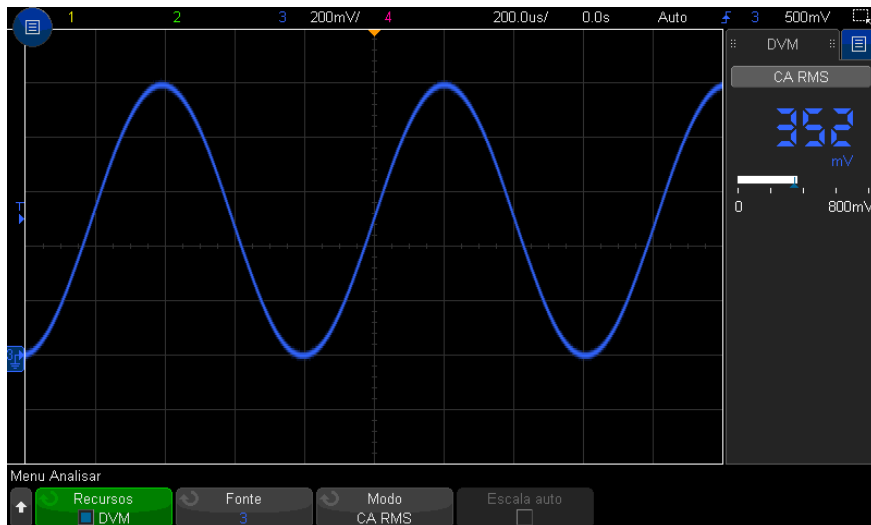 1 2 3 200mV/ 4 200.0us/ 0.0s Auto 3 500mV
DVM
CA RMS
352
mV
0 800mV
T
3
Menu Analisar
Recursos
DVM
Fonte
3
Modo
CA RMS
Escala auto